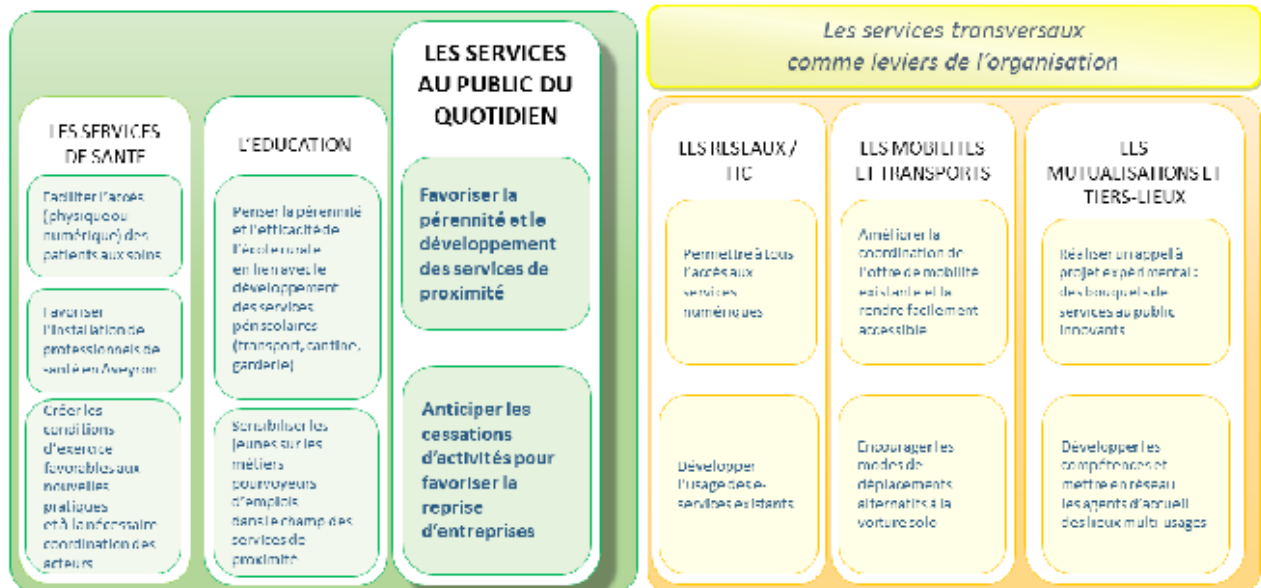 LES SERVICES
DE SANTE
Faciliter l'accès
(physique ou
numérique) des
patients aux soins
Favoriser
l'installation de
professionnels de
santé en Aveyron
Créer les
conditions
d'exercice
favorables aux
nouvelles
pratiques
et à la nécessaire
coordination des
acteurs
L'EDUCATION
Penser la pérennité
et l'efficacité de
l'école rurale
en lien avec le
développement
des services
périscolaires
(transport, cantine,
garderie)
Sensibiliser les
jeunes sur les
métiers
pourvoyeurs
d'emplois
dans le champ des
services de
proximité
LES SERVICES
AU PUBLIC DU
QUOTIDIEN
Favoriser la
pérennité et le
développement
des services de
proximité
Anticiper les
cessations
d'activités pour
favoriser la
reprise
d'entreprises
Les services transversaux
comme leviers de l'organisation
LES RESEAUX /
TIC
Permettre à tous
l'accès aux
services
numériques
Développer
l'usage des e-
services existants
LES MOBILITES
ET TRANSPORTS
Améliorer la
coordination de
l'offre de mobilité
existante et la
rendre facilement
accessible
Encourager les
modes de
déplacements
alternatifs à la
voiture solo
LES
MUTUALISATIONS ET
TIERS-LIEUX
Réaliser un appel à
projet expérimental :
des bouquets de
services au public
innovants
Développer les
compétences et
mettre en réseau
les agents d'accueil
des lieux multi-usages